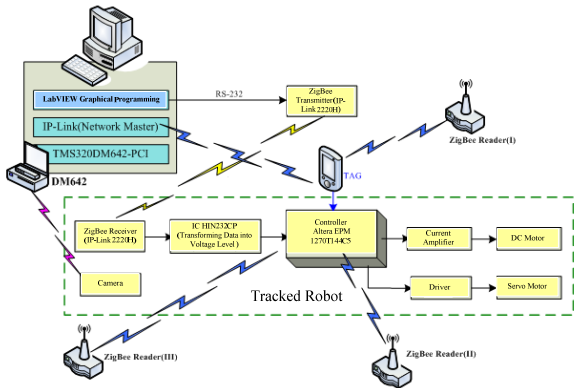 LabVIEW Graphical Programming
RS-232
ZigBee
Transmitter(IP-
Link 2220H)
IP-Link(Network Master)
TMS320DM642-PCI
DM642
TAG
ZigBee Reader(I)
ZigBee Receiver
(IP-Link 2220H)
IC HIN232CP
(Transforming Data into
Voltage Level )
Controller
Altera EPM
1270T144C5
Current
Amplifier
DC Motor
Camera
Tracked Robot
Driver
Servo Motor
ZigBee Reader(III)
ZigBee Reader(II)